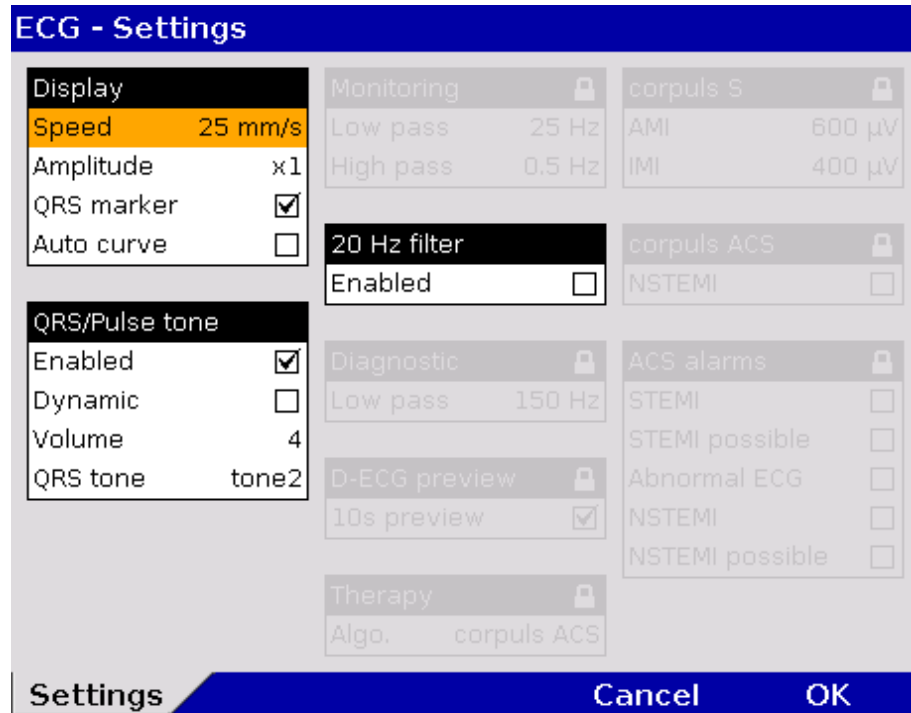 ECG - Settings
Display
Speed 25 mm/s
Amplitude x1
QRS marker
Auto curve
QRS/Pulse tone
Enabled
Dynamic
Volume 4
QRS tone tone2
Monitoring
Low pass 25 Hz
High pass 0.5 Hz
20 Hz filter
Enabled
Diagnostic
Low pass 150 Hz
D-ECG preview
10s preview
Therapy
Algo. corpuls ACS
corpuls S
AMI 600 µV
IMI 400 µV
corpuls ACS
NSTEMI
ACS alarms
STEMI
STEMI possible
Abnormal ECG
NSTEMI
NSTEMI possible
Settings Cancel OK